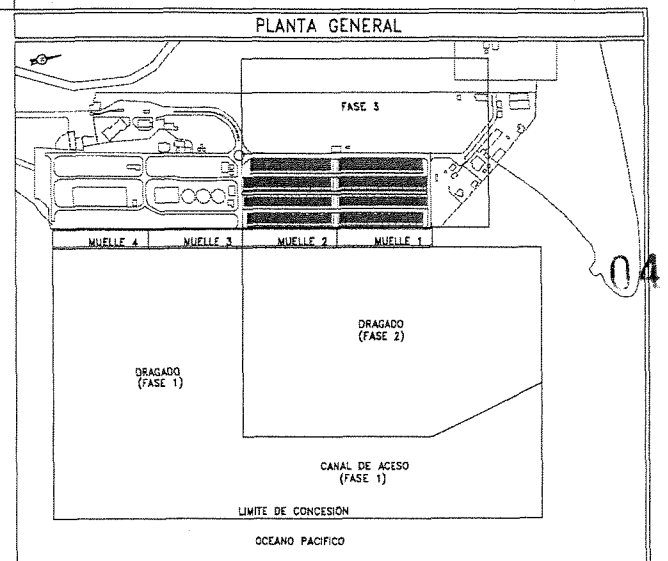 PLANTA GENERAL
FASE 3
MUELLE 4
MUELLE 3
MUELLE 2
MUELLE 1
04
DRAGADO
(FASE 2)
DRAGADO
(FASE 1)
CANAL DE ACESO
(FASE 1)
LIMITE DE CONCESIÓN
OCEANO PACIFICO